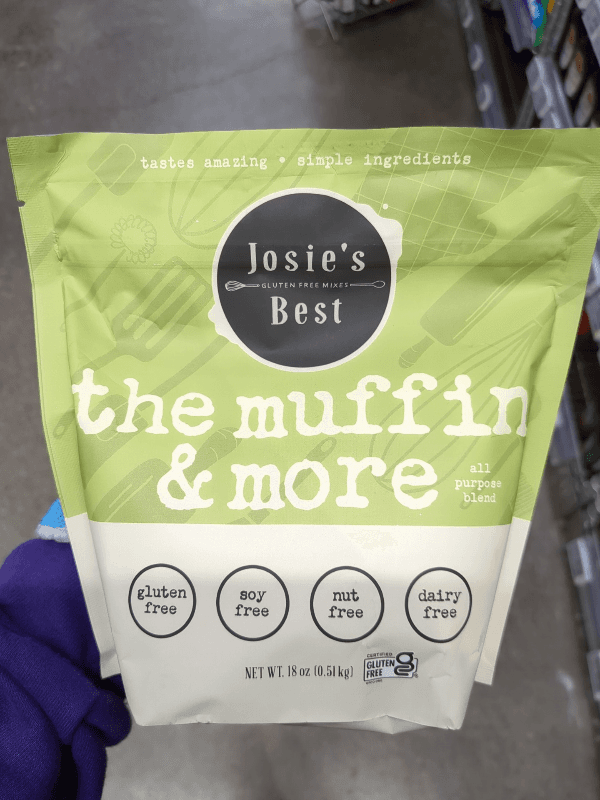 tastes amazing • simple ingredients
Josie's
GLUTEN FREE MIXES
Best
the muffin
& more
all
purpose
blend
gluten
free
soy
free
nut
free
dairy
free
NET WT. 18 oz (0.51 kg)
CERTIFIED
GLUTEN
FREE